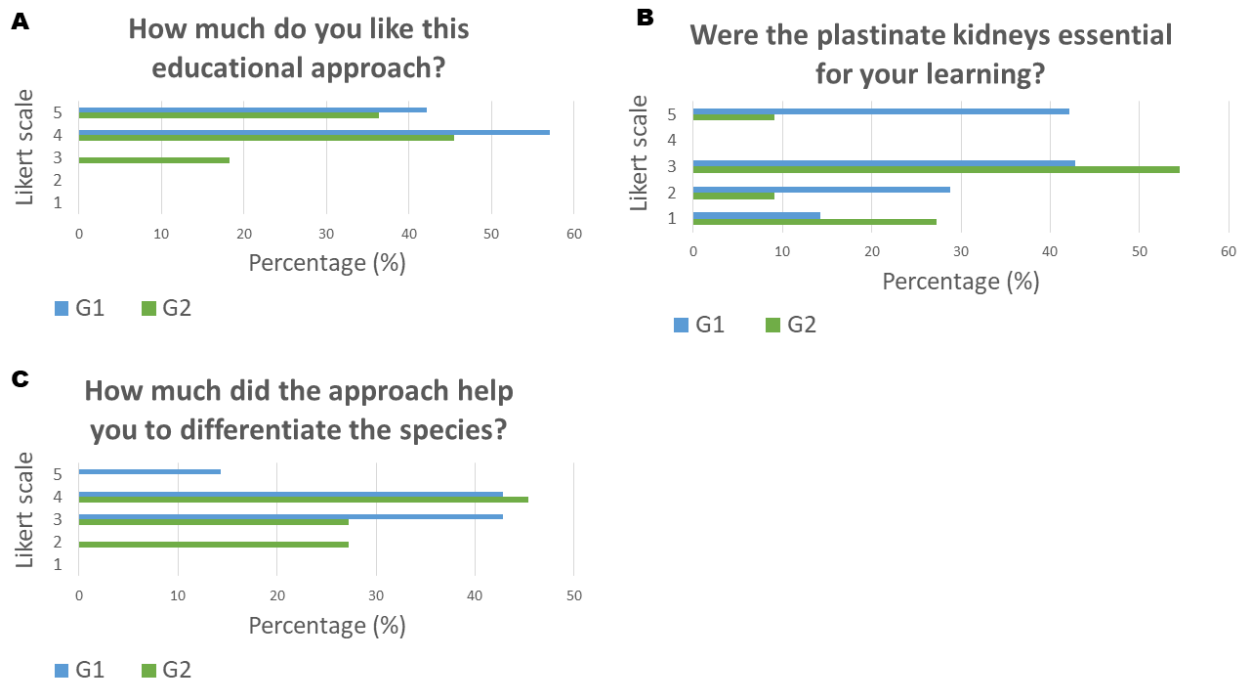 A
How much do you like this
educational approach?
Likert scale
5
4
3
2
1
0 10 20 30 40 50 60
Percentage (%)
G1 G2
B
Were the plastinate kidneys essential
for your learning?
Likert scale
5
4
3
2
1
0 10 20 30 40 50 60
Percentage (%)
G1 G2
C
How much did the approach help
you to differentiate the species?
Likert scale
5
4
3
2
1
0 10 20 30 40 50
Percentage (%)
G1 G2